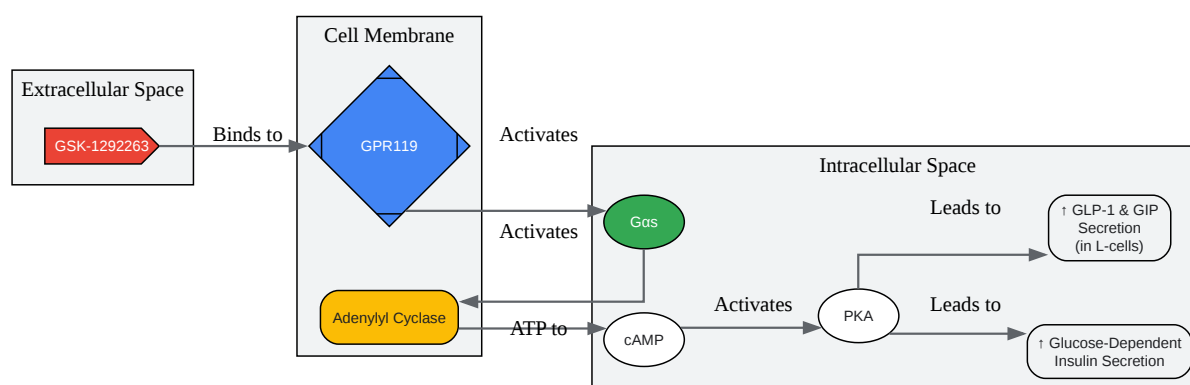 Cell Membrane
Extracellular Space
GSK-1292263
Binds to
GPR119
Activates
Intracellular Space
Gαs
Activates
Leads to
↑ GLP-1 & GIP
Secretion
(in L-cells)
Adenylyl Cyclase
ATP to
cAMP
Activates
PKA
Leads to
↑ Glucose-Dependent
Insulin Secretion